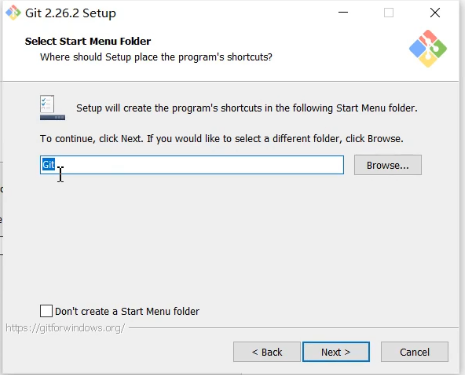 Git 2.26.2 Setup
Select Start Menu Folder
Where should Setup place the program's shortcuts?
Setup will create the program's shortcuts in the following Start Menu folder.
To continue, click Next. If you would like to select a different folder, click Browse.
Git
Browse...
Don't create a Start Menu folder
https://gitforwindows.org/
< Back
Next >
Cancel